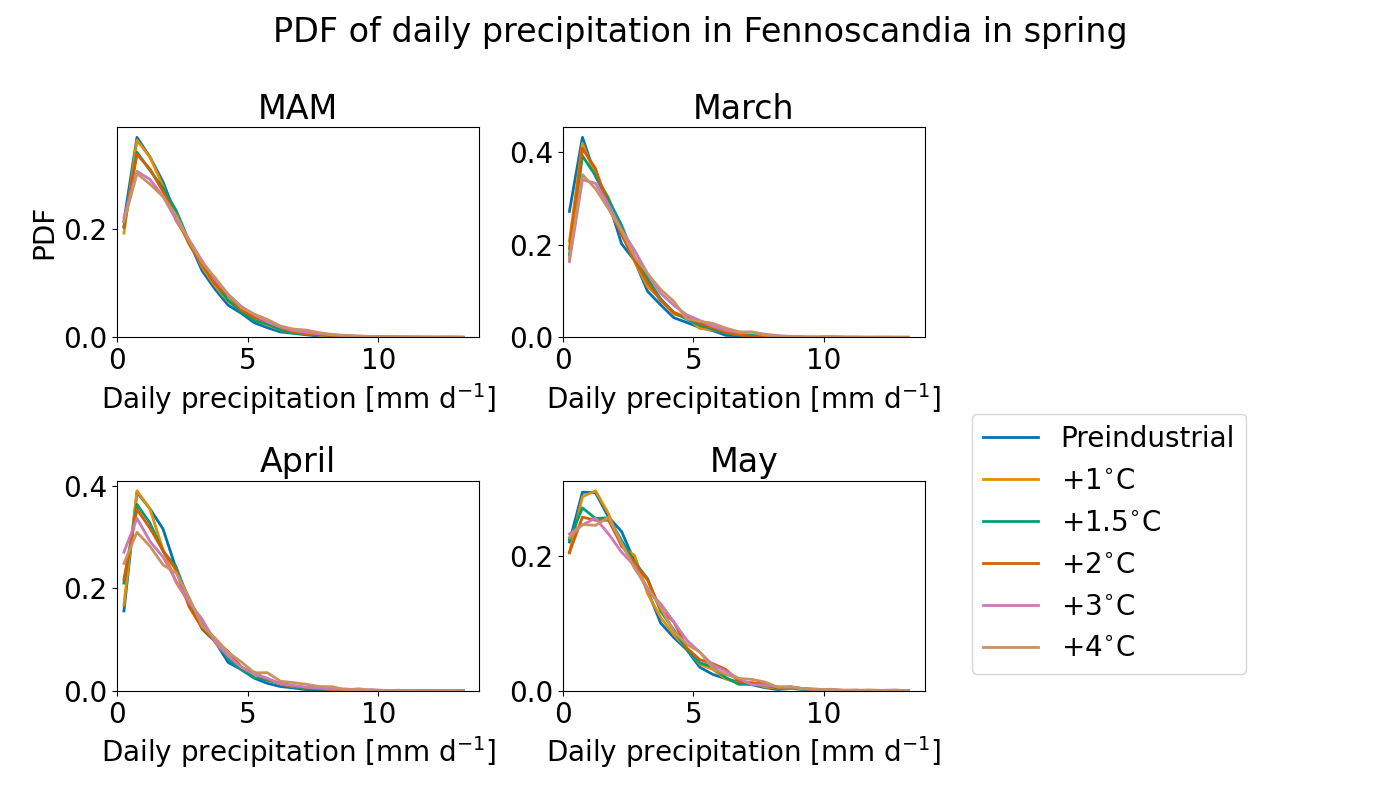 PDF of daily precipitation in Fennoscandia in spring
MAM
PDF
0.2
0.0
0 5 10
Daily precipitation [mm d⁻¹]
March
0.4
0.2
0.0
0 5 10
Daily precipitation [mm d⁻¹]
April
0.4
0.2
0.0
0 5 10
Daily precipitation [mm d⁻¹]
May
0.2
0.0
0 5 10
Daily precipitation [mm d⁻¹]
Preindustrial
+1°C
+1.5°C
+2°C
+3°C
+4°C